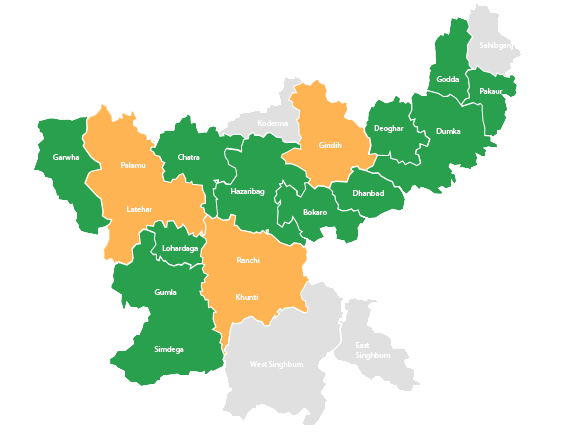 Sahibganj
Godda
Pakaur
Koderma
Deoghar
Dumka
Giridih
Garwha
Palamu
Chatra
Hazaribag
Dhanbad
Latehar
Bokaro
Lohardaga
Ranchi
Gumla
Khunti
Simdega
East
Singhbum
West Singhbum